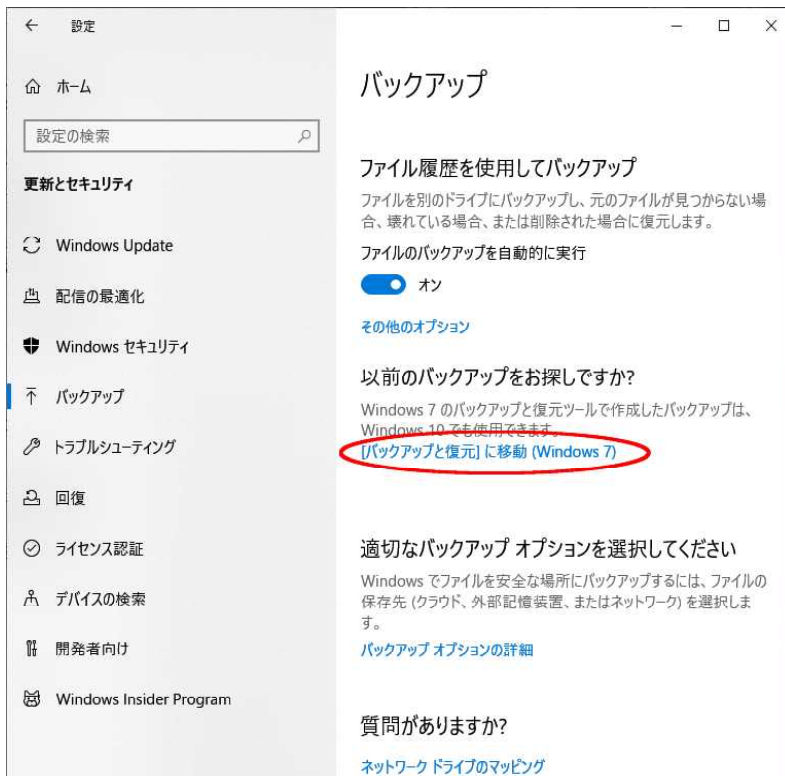 設定
ホーム
設定の検索
更新とセキュリティ
Windows Update
配信の最適化
Windows セキュリティ
バックアップ
トラブルシューティング
回復
ライセンス認証
デバイスの検索
開発者向け
Windows Insider Program
バックアップ
ファイル履歴を使用してバックアップ
ファイルを別のドライブにバックアップし、元のファイルが見つからない場
合、壊れている場合、または削除された場合に復元します。
ファイルのバックアップを自動的に実行
オン
その他のオプション
以前のバックアップをお探しですか?
Windows 7 のバックアップと復元ツールで作成したバックアップは、
Windows 10 でも使用できます。
[バックアップと復元] に移動 (Windows 7)
適切なバックアップ オプションを選択してください
Windows でファイルを安全な場所にバックアップするには、ファイルの
保存先 (クラウド、外部記憶装置、またはネットワーク) を選択しま
す。
バックアップ オプションの詳細
質問がありますか?
ネットワーク ドライブのマッピング